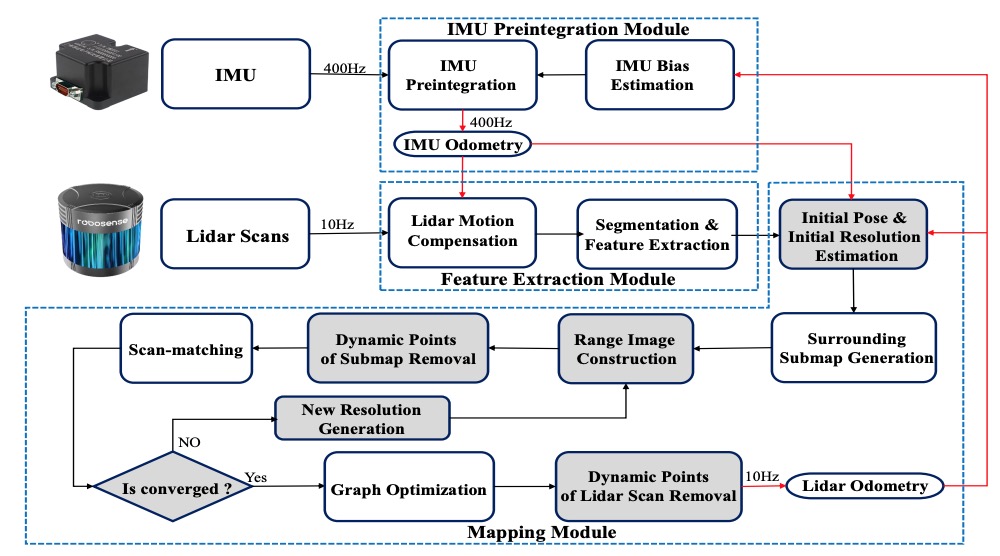 IMU Preintegration Module
IMU
400Hz
IMU
Preintegration
IMU Bias
Estimation
400Hz
IMU Odometry
robosense
Lidar Scans
10Hz
Lidar Motion
Compensation
Segmentation &
Feature Extraction
Initial Pose &
Initial Resolution
Estimation
Feature Extraction Module
Scan-matching
Dynamic Points
of Submap Removal
Range Image
Construction
Surrounding
Submap Generation
New Resolution
Generation
NO
Is converged ?
Yes
Graph Optimization
Dynamic Points
of Lidar Scan Removal
10Hz
Lidar Odometry
Mapping Module